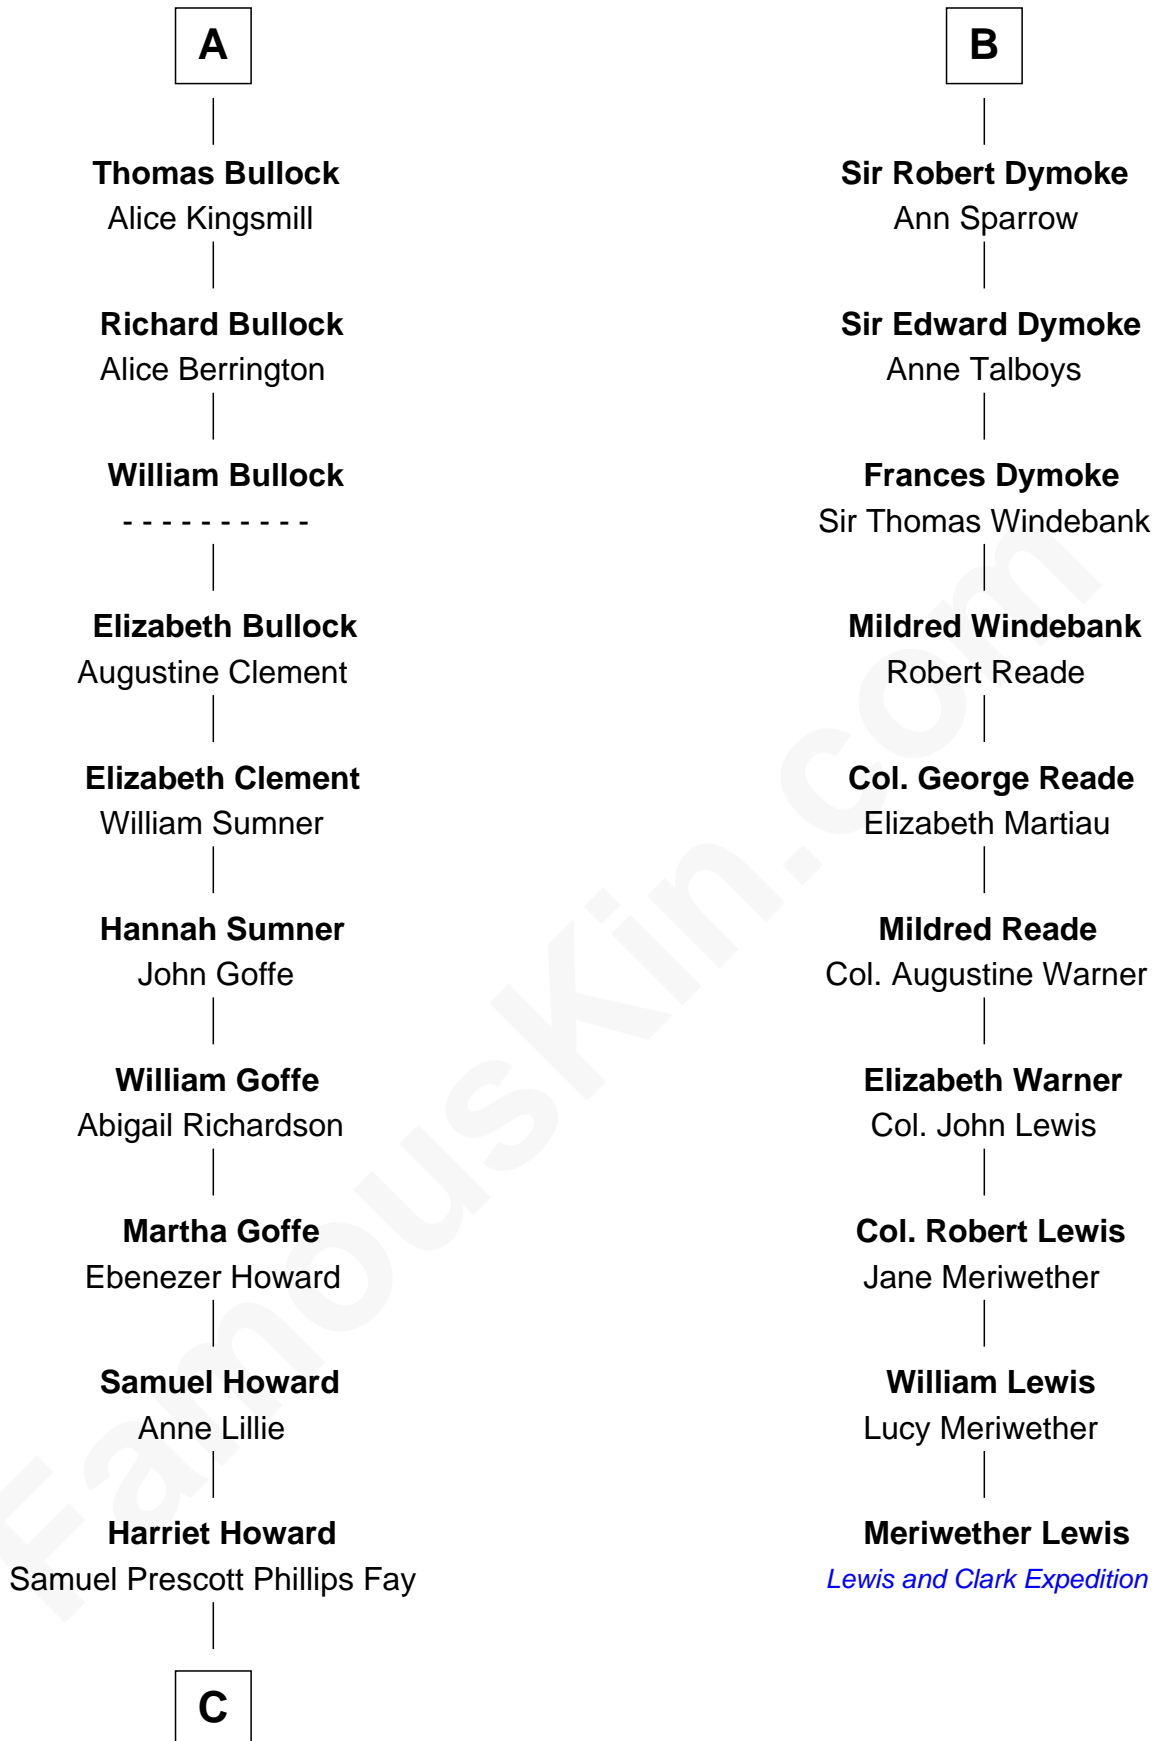 A
Thomas Bullock
Alice Kingsmill
Richard Bullock
Alice Berrington
William Bullock
- - - - - - - - - -
Elizabeth Bullock
Augustine Clement
Elizabeth Clement
William Sumner
Hannah Sumner
John Goffe
William Goffe
Abigail Richardson
Martha Goffe
Ebenezer Howard
Samuel Howard
Anne Lillie
Harriet Howard
Samuel Prescott Phillips Fay
C
B
Sir Robert Dymoke
Ann Sparrow
Sir Edward Dymoke
Anne Talboys
Frances Dymoke
Sir Thomas Windebank
Mildred Windebank
Robert Reade
Col. George Reade
Elizabeth Martiau
Mildred Reade
Col. Augustine Warner
Elizabeth Warner
Col. John Lewis
Col. Robert Lewis
Jane Meriwether
William Lewis
Lucy Meriwether
Meriwether Lewis
Lewis and Clark Expedition
FamousKin.com